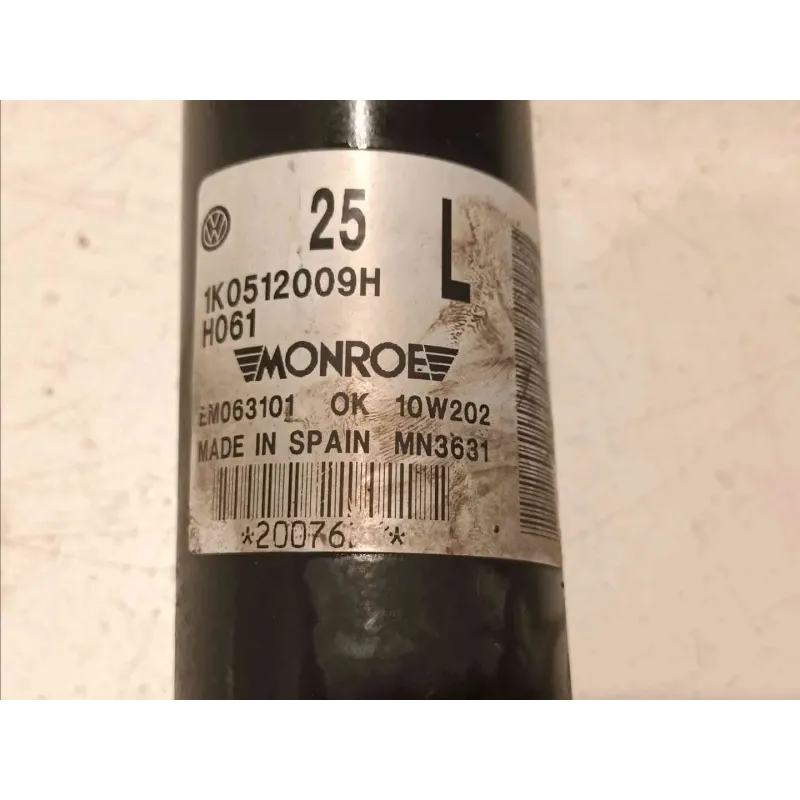 25 L
1K0512009H
H061
MONROE
EM063101 OK 10W202
MADE IN SPAIN MN3631